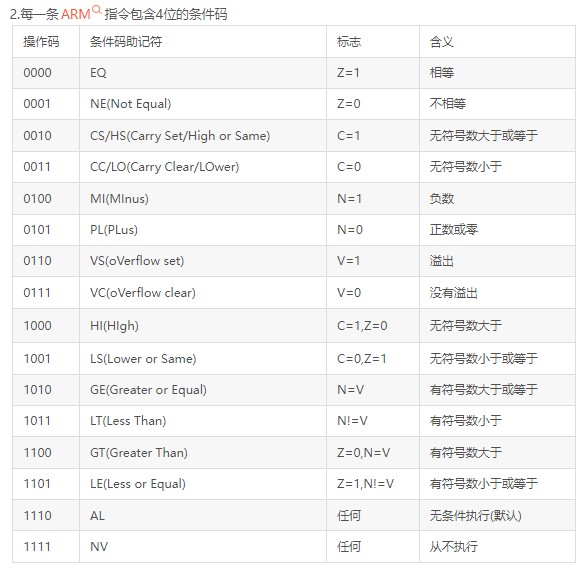 2.每一条ARM指令包含4位的条件码
操作码 条件码助记符 标志 含义
0000 EQ Z=1 相等
0001 NE(Not Equal) Z=0 不相等
0010 CS/HS(Carry Set/High or Same) C=1 无符号数大于或等于
0011 CC/LO(Carry Clear/LOwer) C=0 无符号数小于
0100 MI(MInus) N=1 负数
0101 PL(PLus) N=0 正数或零
0110 VS(oVerflow set) V=1 溢出
0111 VC(oVerflow clear) V=0 没有溢出
1000 HI(HIgh) C=1,Z=0 无符号数大于
1001 LS(Lower or Same) C=0,Z=1 无符号数小于或等于
1010 GE(Greater or Equal) N=V 有符号数大于或等于
1011 LT(Less Than) N!=V 有符号数小于
1100 GT(Greater Than) Z=0,N=V 有符号数大于
1101 LE(Less or Equal) Z=1,N!=V 有符号数小于或等于
1110 AL 任何 无条件执行(默认)
1111 NV 任何 从不执行